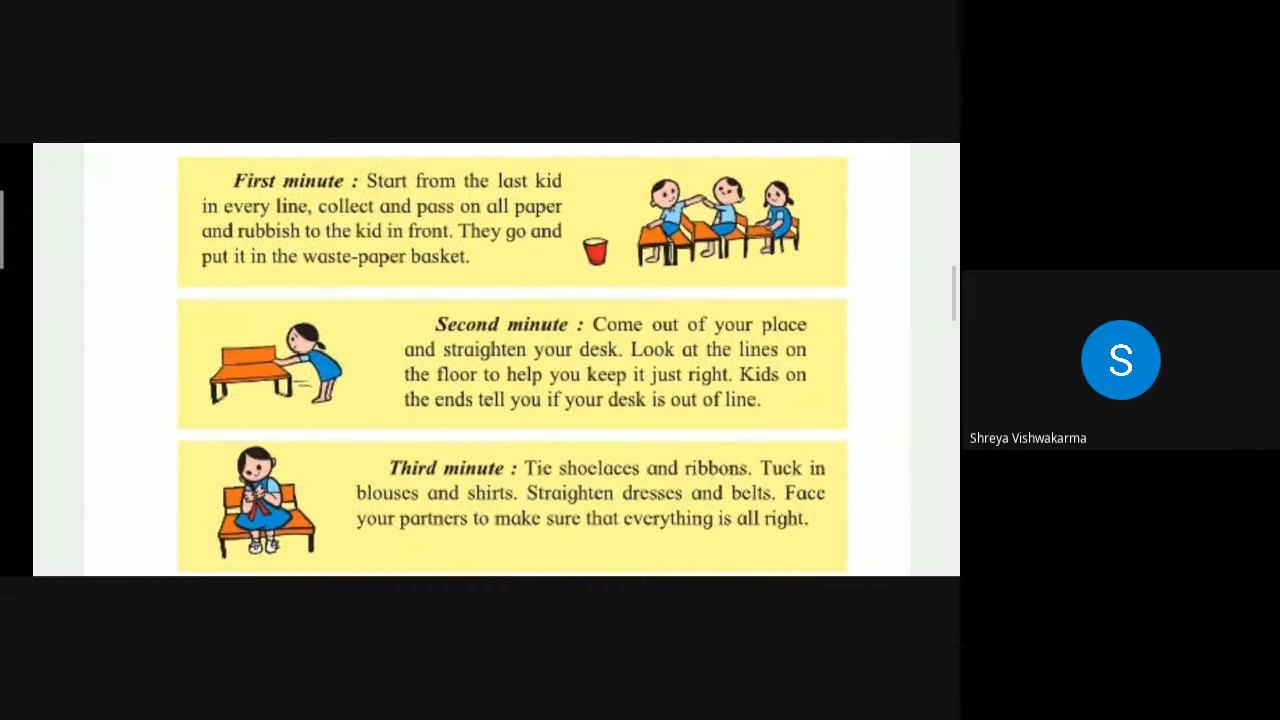 First minute : Start from the last kid
in every line, collect and pass on all paper
and rubbish to the kid in front. They go and
put it in the waste-paper basket.
Second minute : Come out of your place
and straighten your desk. Look at the lines on
the floor to help you keep it just right. Kids on
the ends tell you if your desk is out of line.
Third minute : Tie shoelaces and ribbons. Tuck in
blouses and shirts. Straighten dresses and belts. Face
your partners to make sure that everything is all right.
S
Shreya Vishwakarma